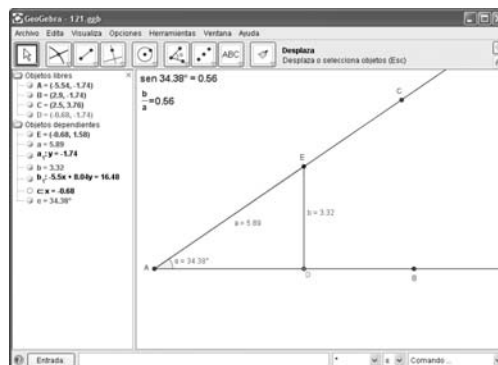 GeoGebra - 121.ggb
Archivo Edita Visualiza Opciones Herramientas Ventana Ayuda
ABC
Desplaza
Desplaza o selecciona objetos (Esc)
Objetos libres
A = (-5.54, -1.74)
B = (2.9, -1.74)
C = (2.5, 3.76)
D = (-0.68, -1.74)
Objetos dependientes
E = (-0.68, 1.58)
a = 5.89
a₁: y = -1.74
b = 3.32
b₁: -5.5x + 8.04y = 16.48
c: x = -0.68
e = 34.38°
sen 34.38° = 0.56
b
a
=0.56
C
E
a = 5.89
b = 3.32
A
e = 34.38°
D
B
Entrada:
Comando ...